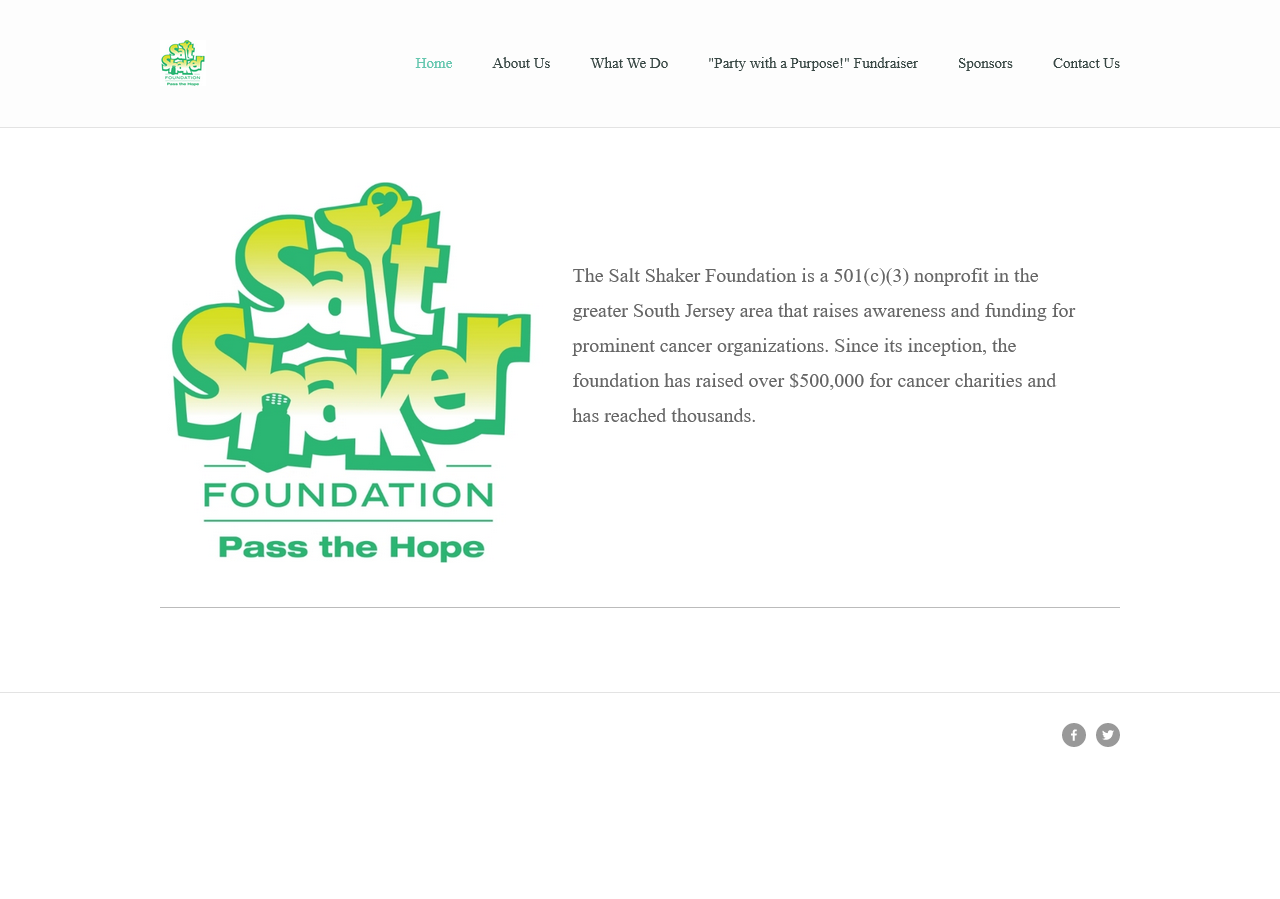 Salt
Shaker
FOUNDATION
Pass the Hope
Home
About Us
What We Do
"Party with a Purpose!" Fundraiser
Sponsors
Contact Us
Salt
Shaker
FOUNDATION
Pass the Hope
The Salt Shaker Foundation is a 501(c)(3) nonprofit in the
greater South Jersey area that raises awareness and funding for
prominent cancer organizations. Since its inception, the
foundation has raised over $500,000 for cancer charities and
has reached thousands.